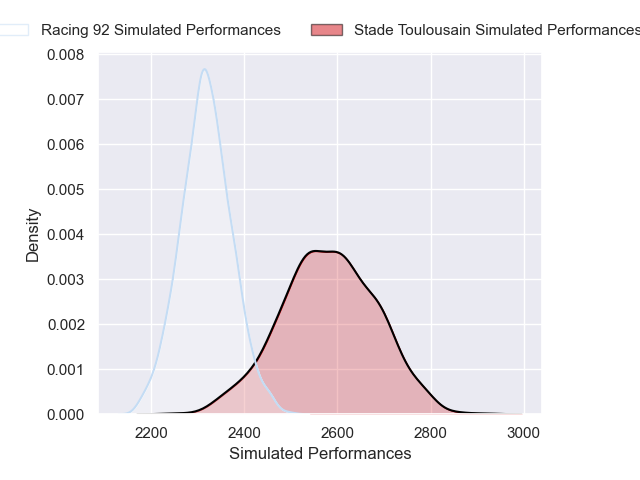 Racing 92 Simulated Performances Stade Toulousain Simulated Performances
0.008
0.007
0.006
0.005
0.004
0.003
0.002
0.001
0.000
Density
2200 2400 2600 2800 3000
Simulated Performances